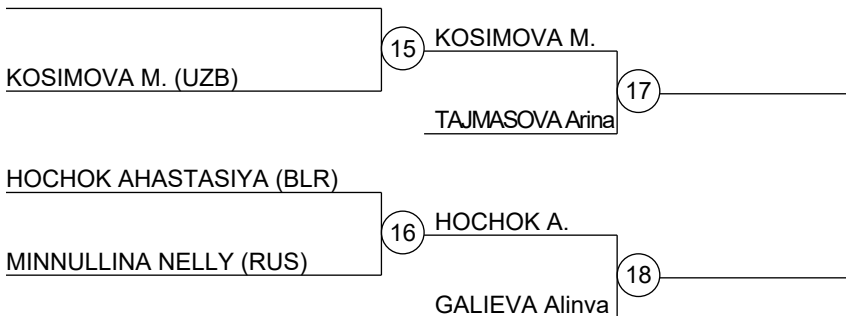 15
KOSIMOVA M.
KOSIMOVA M. (UZB)
17
TAJMASOVA Arina
HOCHOK AHASTASIYA (BLR)
16
HOCHOK A.
MINNULLINA NELLY (RUS)
18
GALIEVA Alinva